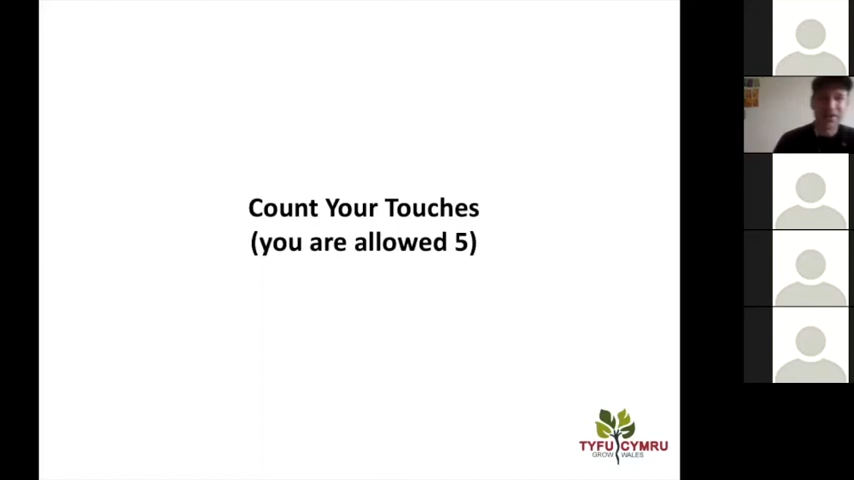 Count Your Touches
(you are allowed 5)
TYFU CYMRU
GROW WALES